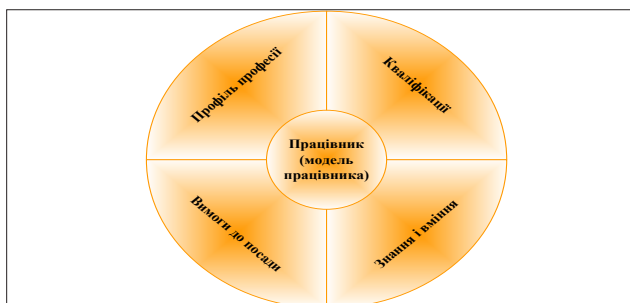 Профіль професії
Кваліфікації
Працівник
(модель
працівника)
Вимоги до посади
Знання і вміння